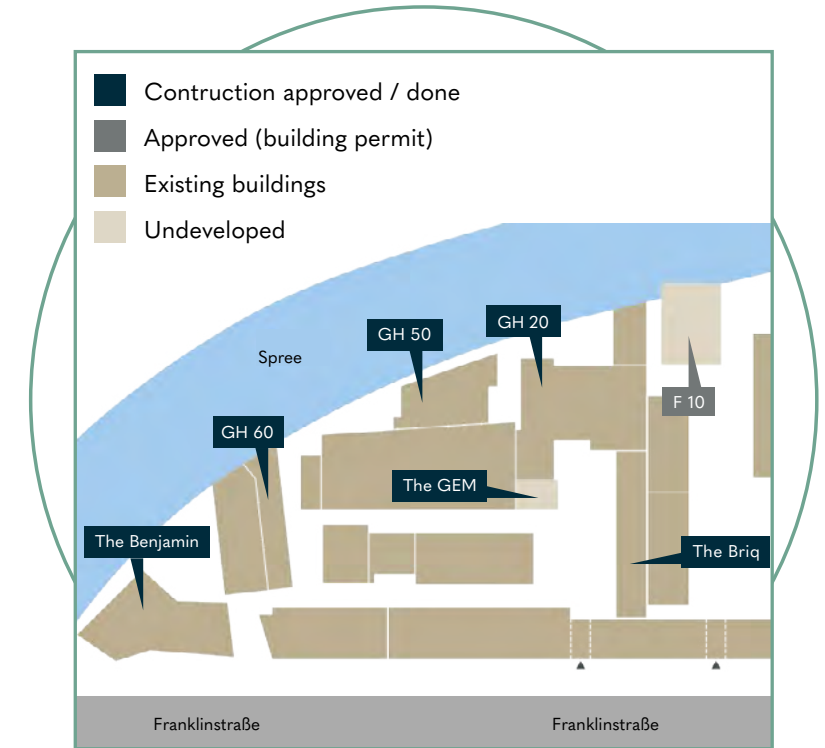 Contruction approved / done
Approved (building permit)
Existing buildings
Undeveloped
GH 20
GH 50
Spree
F 10
GH 60
The GEM
The Benjamin
The Briq
Franklinstraße
Franklinstraße